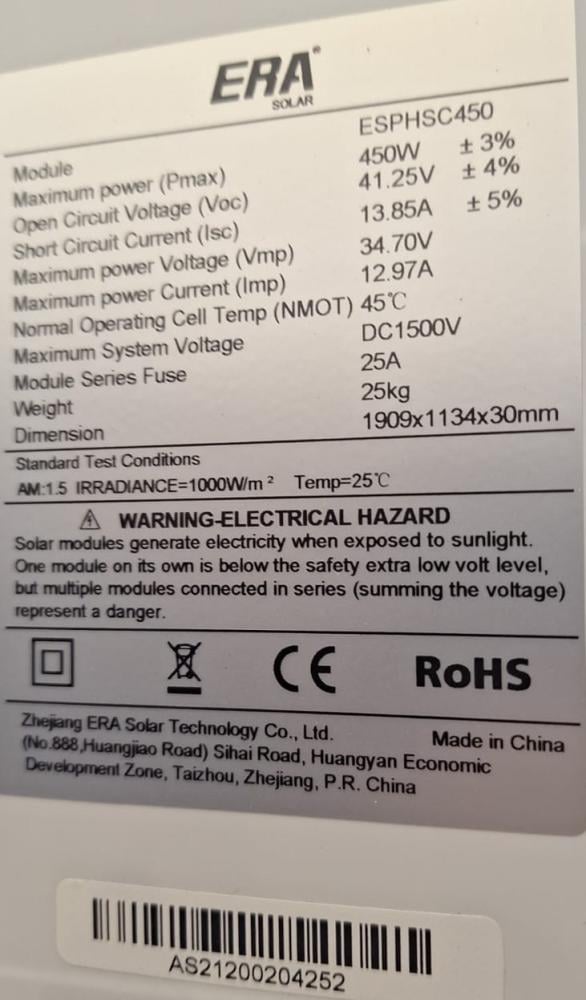 ERA®
SOLAR
Module ESPHSC450
Maximum power (Pmax) 450W ± 3%
Open Circuit Voltage (Voc) 41.25V ± 4%
Short Circuit Current (Isc) 13.85A ± 5%
Maximum power Voltage (Vmp) 34.70V
Maximum power Current (Imp) 12.97A
Normal Operating Cell Temp (NMOT) 45℃
Maximum System Voltage DC1500V
Module Series Fuse 25A
Weight 25kg
Dimension 1909x1134x30mm
Standard Test Conditions
AM:1.5 IRRADIANCE=1000W/m² Temp=25℃
WARNING-ELECTRICAL HAZARD
Solar modules generate electricity when exposed to sunlight.
One module on its own is below the safety extra low volt level,
but multiple modules connected in series (summing the voltage)
represent a danger.
CE RoHS
Zhejiang ERA Solar Technology Co., Ltd. Made in China
(No.888,Huangjiao Road) Sihai Road, Huangyan Economic
Development Zone, Taizhou, Zhejiang, P.R. China
AS21200204252